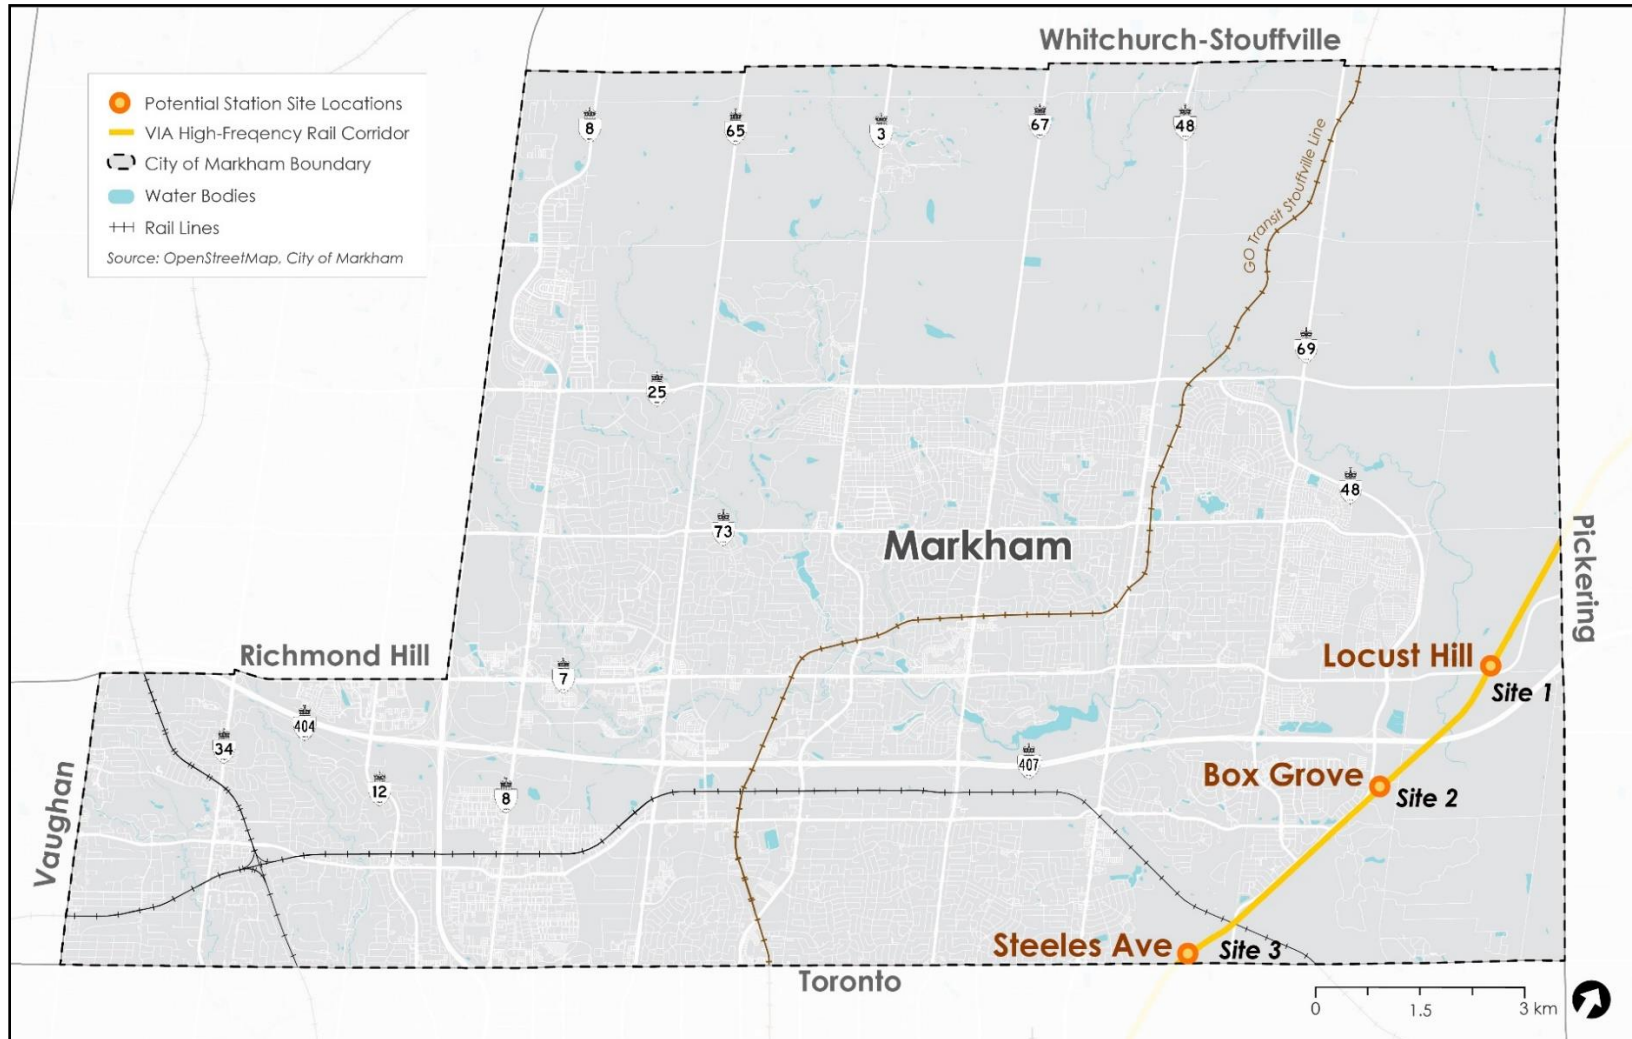 Whitchurch-Stouffville
Potential Station Site Locations
VIA High-Freqency Rail Corridor
City of Markham Boundary
Water Bodies
Rail Lines
Source: OpenStreetMap, City of Markham
8
65
3
67
48
GO Transit Stouffville Line
69
25
48
73
Markham
Pickering
Richmond Hill
Locust Hill
7
Site 1
404
34
407
Vaughan
12
8
Box Grove
Site 2
Steeles Ave
Site 3
Toronto
0 1.5 3 km